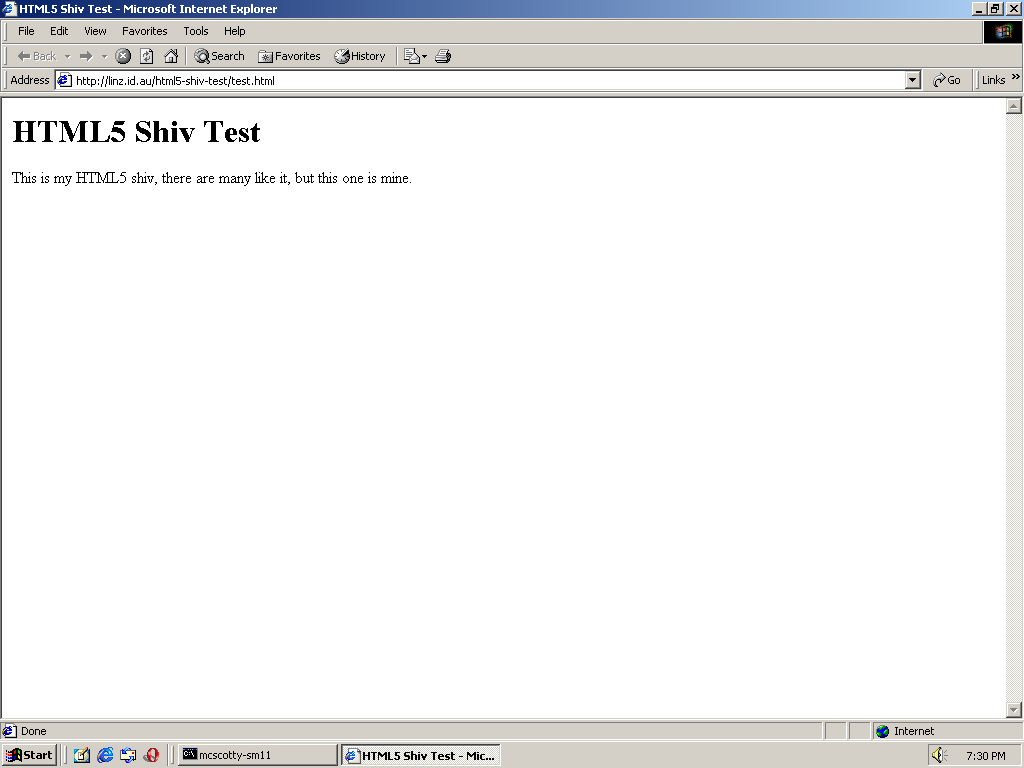 HTML5 Shiv Test - Microsoft Internet Explorer
File Edit View Favorites Tools Help
Back Search Favorites History
Address http://linz.id.au/html5-shiv-test/test.html Go Links »
HTML5 Shiv Test
This is my HTML5 shiv, there are many like it, but this one is mine.
Done Internet
Start mcscotty-sm11 HTML5 Shiv Test - Mic... 7:30 PM